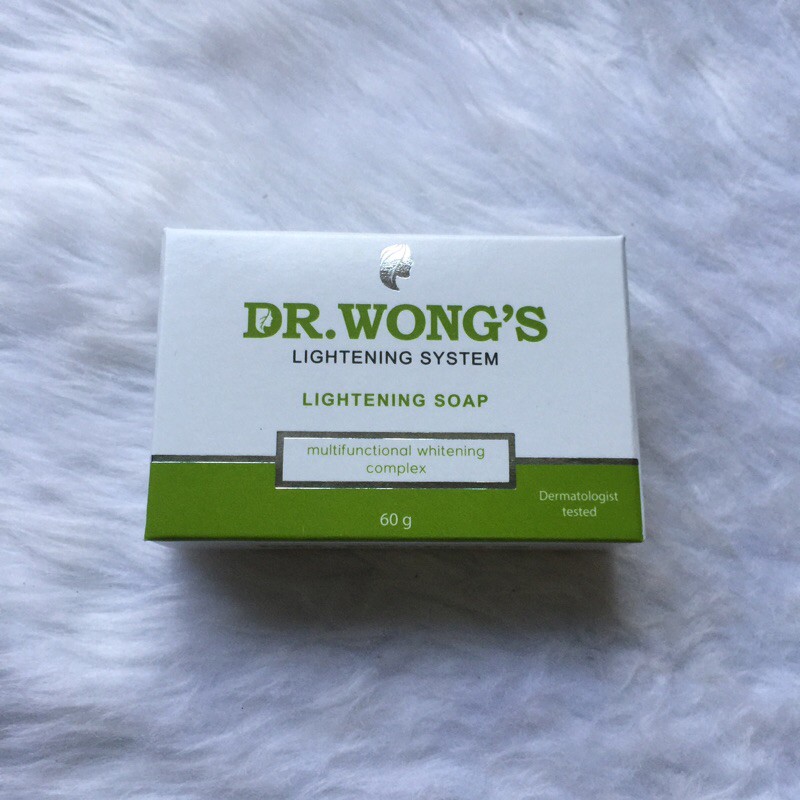 DR.WONG'S
LIGHTENING SYSTEM
LIGHTENING SOAP
multifunctional whitening
complex
Dermatologist
tested
60 g